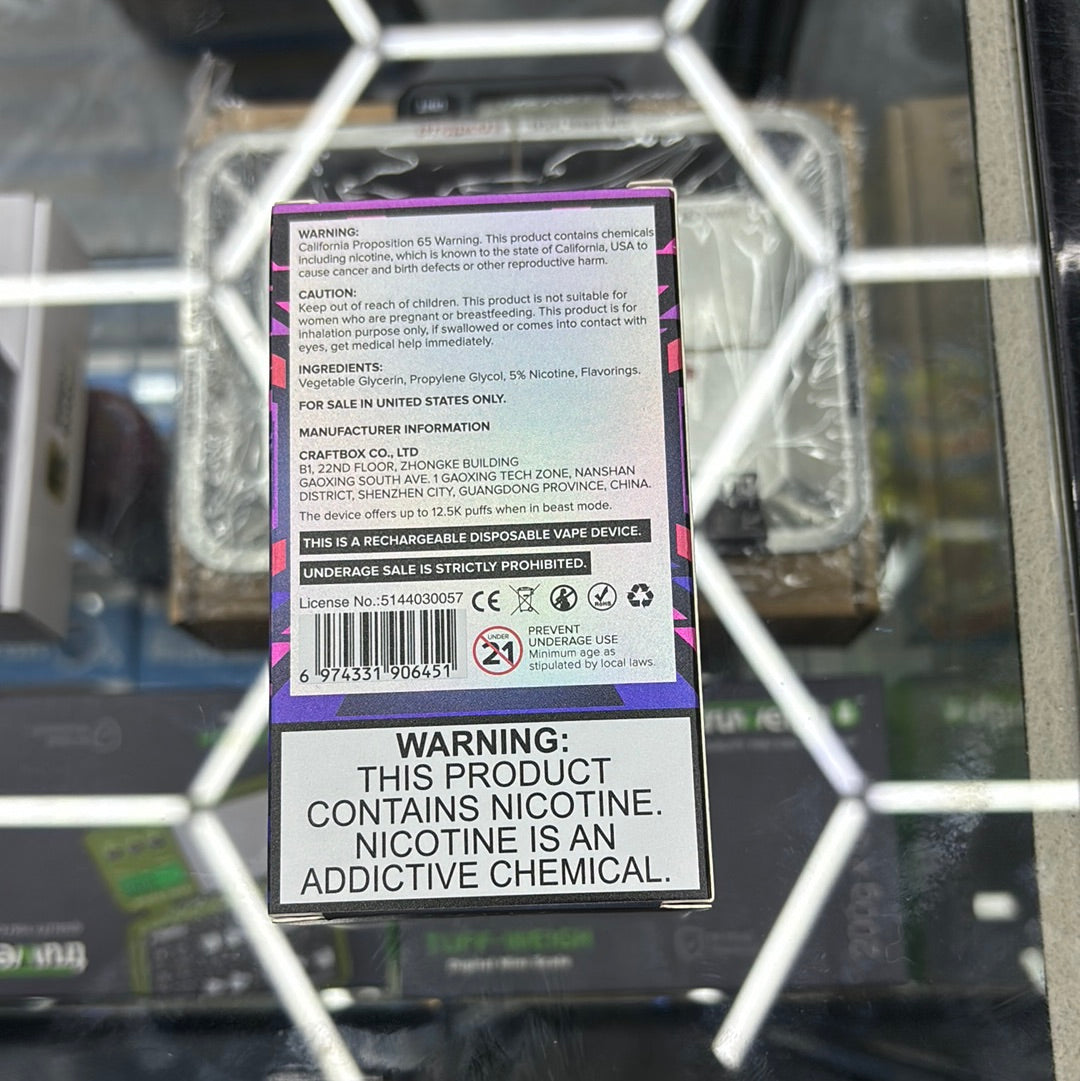 WARNING:
California Proposition 65 Warning. This product contains chemicals
including nicotine, which is known to the state of California, USA to
cause cancer and birth defects or other reproductive harm.
CAUTION:
Keep out of reach of children. This product is not suitable for
women who are pregnant or breastfeeding. This product is for
inhalation purpose only, if swallowed or comes into contact with
eyes, get medical help immediately.
INGREDIENTS:
Vegetable Glycerin, Propylene Glycol, 5% Nicotine, Flavorings.
FOR SALE IN UNITED STATES ONLY.
MANUFACTURER INFORMATION
CRAFTBOX CO., LTD
B1, 22ND FLOOR, ZHONGKE BUILDING
GAOXING SOUTH AVE. 1 GAOXING TECH ZONE, NANSHAN
DISTRICT, SHENZHEN CITY, GUANGDONG PROVINCE, CHINA.
The device offers up to 12.5K puffs when in beast mode.
THIS IS A RECHARGEABLE DISPOSABLE VAPE DEVICE.
UNDERAGE SALE IS STRICTLY PROHIBITED.
License No.:5144030057 CE RoHS
6 974331 906451
UNDER
21
PREVENT
UNDERAGE USE
Minimum age as
stipulated by local laws.
WARNING:
THIS PRODUCT
CONTAINS NICOTINE.
NICOTINE IS AN
ADDICTIVE CHEMICAL.
TUFF-WEIGH
200G